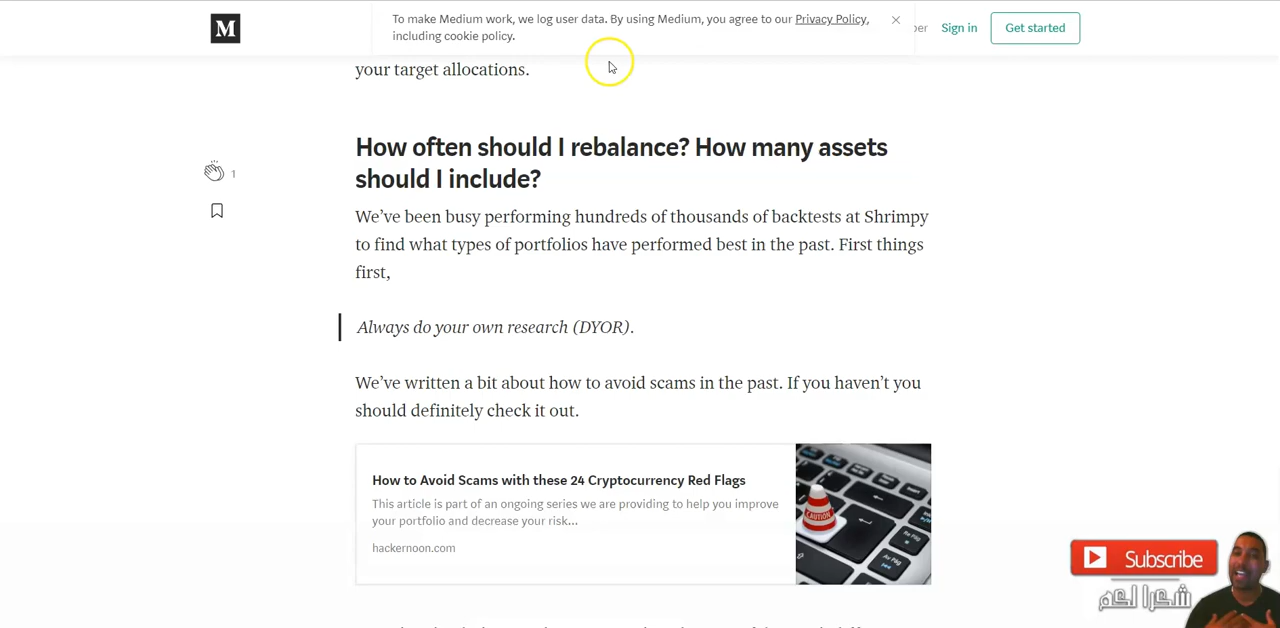 M
To make Medium work, we log user data. By using Medium, you agree to our Privacy Policy,
including cookie policy.
Sign in
Get started
your target allocations.
How often should I rebalance? How many assets
should I include?
1
We've been busy performing hundreds of thousands of backtests at Shrimpy
to find what types of portfolios have performed best in the past. First things
first,
Always do your own research (DYOR).
We've written a bit about how to avoid scams in the past. If you haven't you
should definitely check it out.
How to Avoid Scams with these 24 Cryptocurrency Red Flags
This article is part of an ongoing series we are providing to help you improve
your portfolio and decrease your risk...
hackernoon.com
CAUTION
Subscribe
شكرا لكم